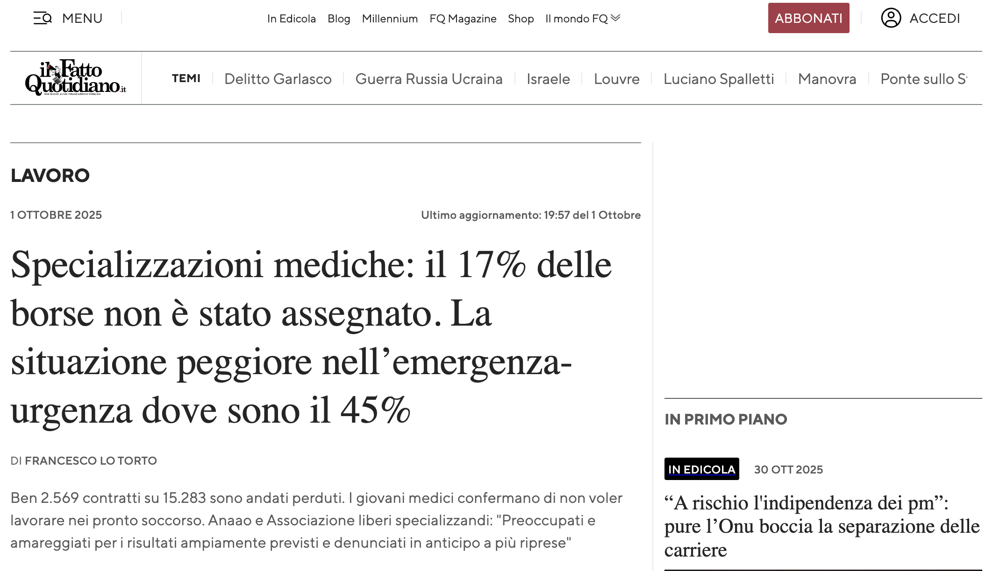 MENU
In Edicola Blog Millennium FQ Magazine Shop Il mondo FQ
ABBONATI
ACCEDI
il Fatto
Quotidiano.it
NON RICEVE ALCUN FINANZIAMENTO PUBBLICO
TEMI Delitto Garlasco Guerra Russia Ucraina Israele Louvre Luciano Spalletti Manovra Ponte sullo
LAVORO
1 OTTOBRE 2025
Ultimo aggiornamento: 19:57 del 1 Ottobre
Specializzazioni mediche: il 17% delle
borse non è stato assegnato. La
situazione peggiore nell’emergenza-
urgenza dove sono il 45%
DI FRANCESCO LO TORTO
Ben 2.569 contratti su 15.283 sono andati perduti. I giovani medici confermano di non voler
lavorare nei pronto soccorso. Anaao e Associazione liberi specializzandi: "Preoccupati e
amareggiati per i risultati ampiamente previsti e denunciati in anticipo a più riprese"
IN PRIMO PIANO
IN EDICOLA
30 OTT 2025
“A rischio l'indipendenza dei pm”:
pure l’Onu boccia la separazione delle
carriere